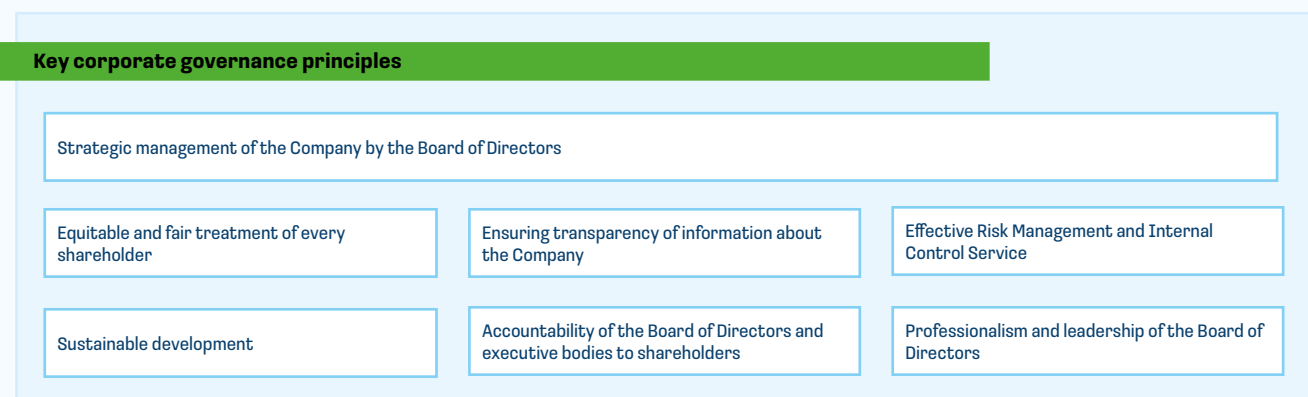 Key corporate governance principles
Strategic management of the Company by the Board of Directors
Equitable and fair treatment of every
shareholder
Ensuring transparency of information about
the Company
Effective Risk Management and Internal
Control Service
Sustainable development
Accountability of the Board of Directors and
executive bodies to shareholders
Professionalism and leadership of the Board of
Directors